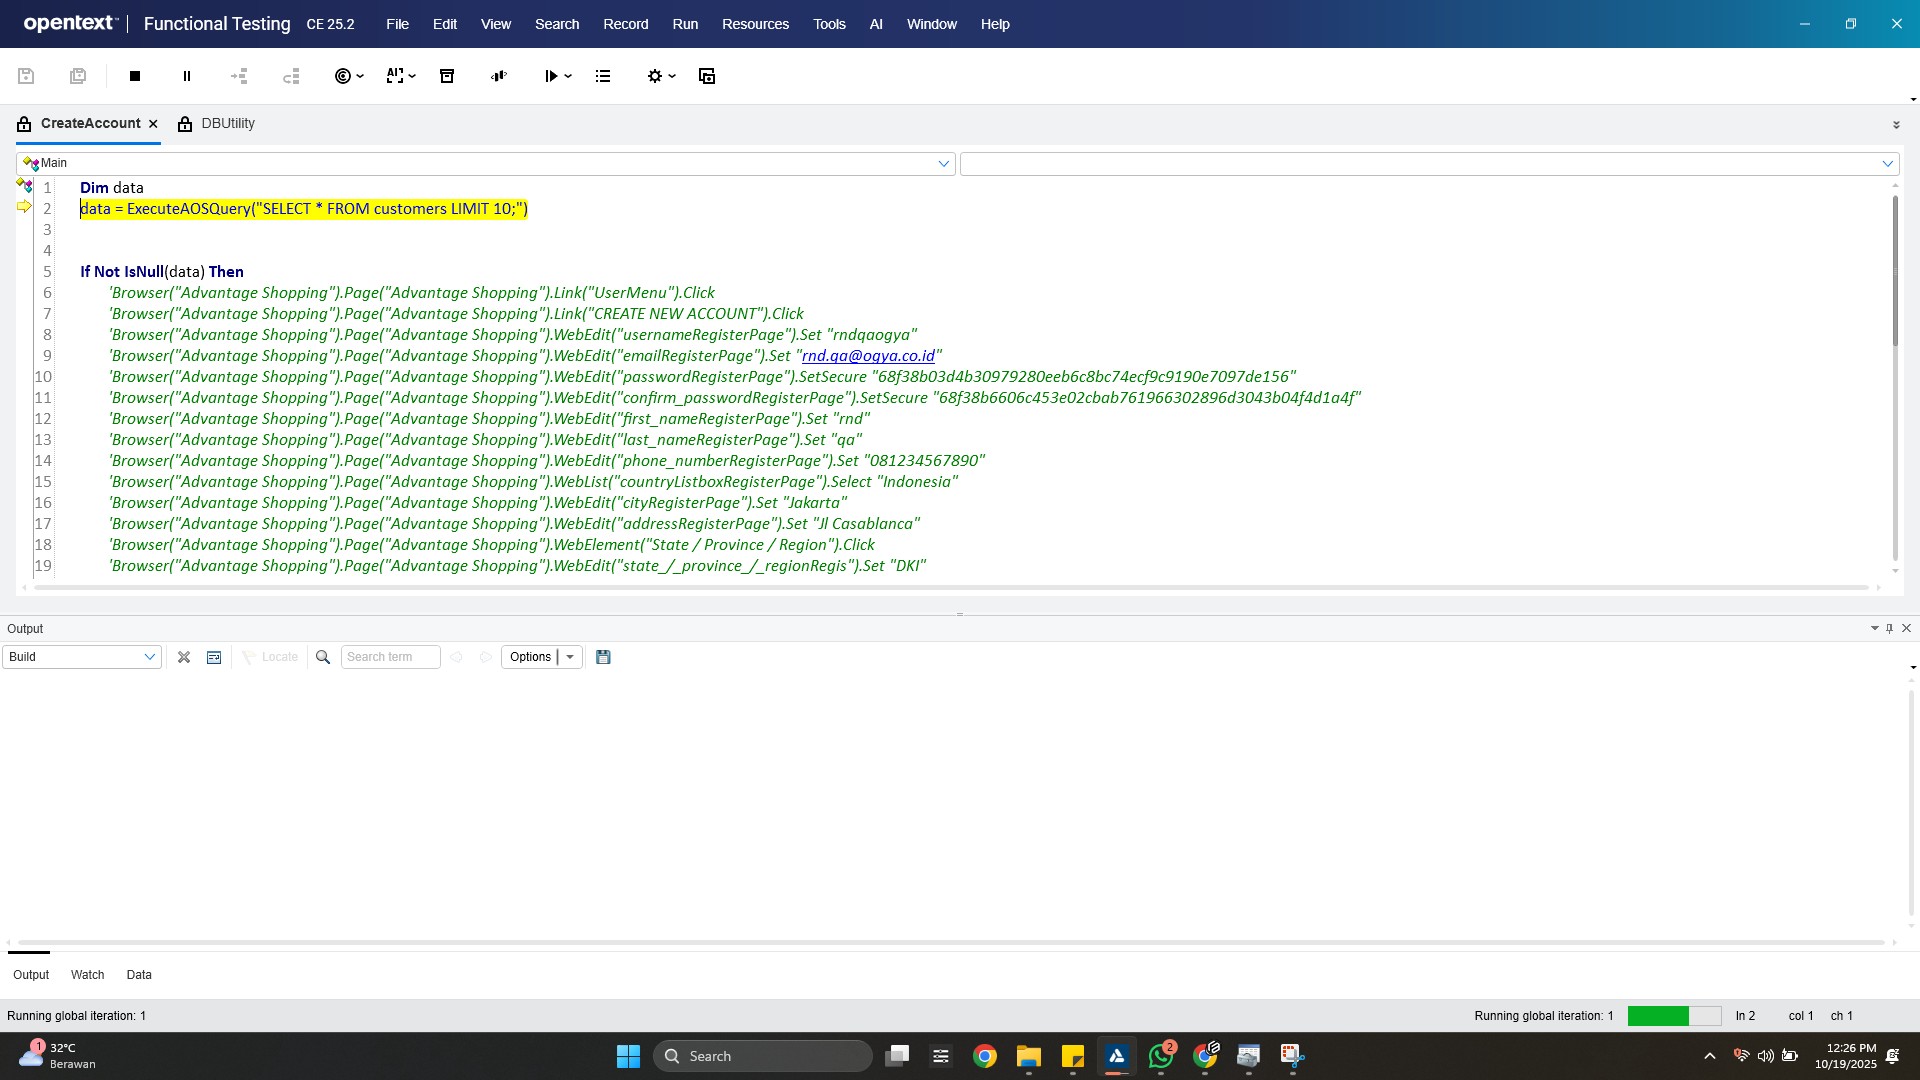 opentext™ | Functional Testing CE 25.2 File Edit View Search Record Run Resources Tools AI Window Help
CreateAccount DBUtility
Main
1 Dim data
2 data = ExecuteAOSQuery("SELECT * FROM customers LIMIT 10;")
3
4
5 If Not IsNull(data) Then
6 'Browser("Advantage Shopping").Page("Advantage Shopping").Link("UserMenu").Click
7 'Browser("Advantage Shopping").Page("Advantage Shopping").Link("CREATE NEW ACCOUNT").Click
8 'Browser("Advantage Shopping").Page("Advantage Shopping").WebEdit("usernameRegisterPage").Set "rndqaogya"
9 'Browser("Advantage Shopping").Page("Advantage Shopping").WebEdit("emailRegisterPage").Set "rnd.qa@ogya.co.id"
10 'Browser("Advantage Shopping").Page("Advantage Shopping").WebEdit("passwordRegisterPage").SetSecure "68f38b03d4b30979280eeb6c8bc74ecf9c9190e7097de156"
11 'Browser("Advantage Shopping").Page("Advantage Shopping").WebEdit("confirm_passwordRegisterPage").SetSecure "68f38b6606c453e02cbab761966302896d3043b04f4d1a4f"
12 'Browser("Advantage Shopping").Page("Advantage Shopping").WebEdit("first_nameRegisterPage").Set "rnd"
13 'Browser("Advantage Shopping").Page("Advantage Shopping").WebEdit("last_nameRegisterPage").Set "qa"
14 'Browser("Advantage Shopping").Page("Advantage Shopping").WebEdit("phone_numberRegisterPage").Set "081234567890"
15 'Browser("Advantage Shopping").Page("Advantage Shopping").WebList("countryListboxRegisterPage").Select "Indonesia"
16 'Browser("Advantage Shopping").Page("Advantage Shopping").WebEdit("cityRegisterPage").Set "Jakarta"
17 'Browser("Advantage Shopping").Page("Advantage Shopping").WebEdit("addressRegisterPage").Set "Jl Casablanca"
18 'Browser("Advantage Shopping").Page("Advantage Shopping").WebElement("State / Province / Region").Click
19 'Browser("Advantage Shopping").Page("Advantage Shopping").WebEdit("state_/_province_/_regionRegis").Set "DKI"
Output
Build Locate Search term Options
Output Watch Data
Running global iteration: 1 Running global iteration: 1 ln 2 col 1 ch 1
1 32°C Search 2 12:26 PM
Berawan 10/19/2025